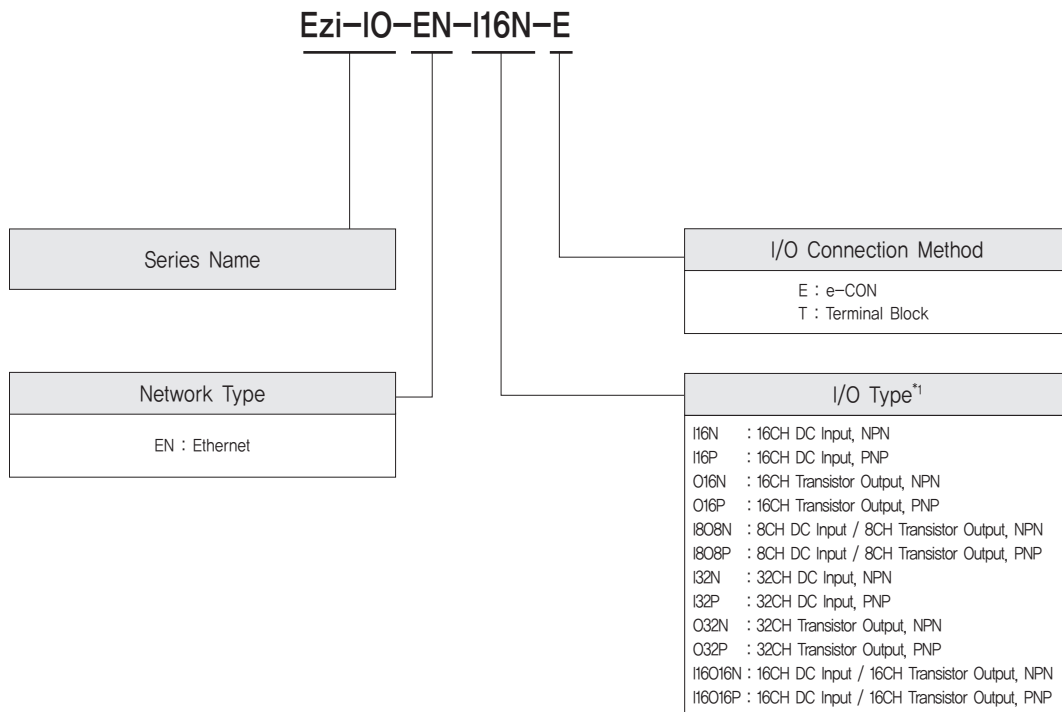 Ezi-IO-EN-I16N-E
Series Name
Network Type
EN : Ethernet
I/O Connection Method
E : e-CON
T : Terminal Block
I/O Type*1
I16N : 16CH DC Input, NPN
I16P : 16CH DC Input, PNP
O16N : 16CH Transistor Output, NPN
O16P : 16CH Transistor Output, PNP
I8O8N : 8CH DC Input / 8CH Transistor Output, NPN
I8O8P : 8CH DC Input / 8CH Transistor Output, PNP
I32N : 32CH DC Input, NPN
I32P : 32CH DC Input, PNP
O32N : 32CH Transistor Output, NPN
O32P : 32CH Transistor Output, PNP
I16O16N : 16CH DC Input / 16CH Transistor Output, NPN
I16O16P : 16CH DC Input / 16CH Transistor Output, PNP